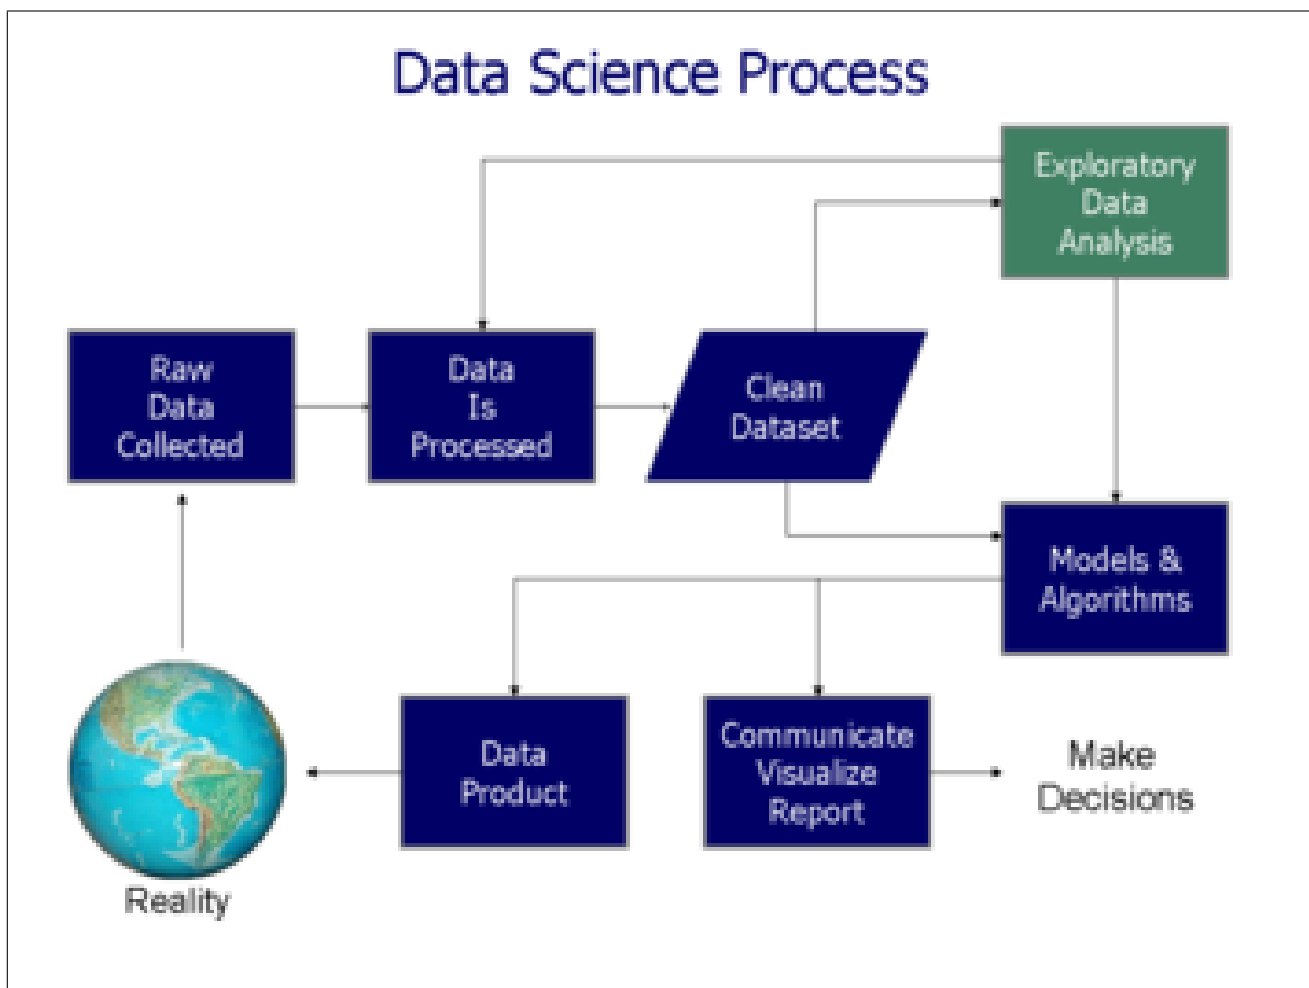 Data Science Process
Exploratory
Data
Analysis
Raw
Data
Collected
Data
Is
Processed
Clean
Dataset
Models &
Algorithms
Data
Product
Communicate
Visualize
Report
Make
Decisions
Reality